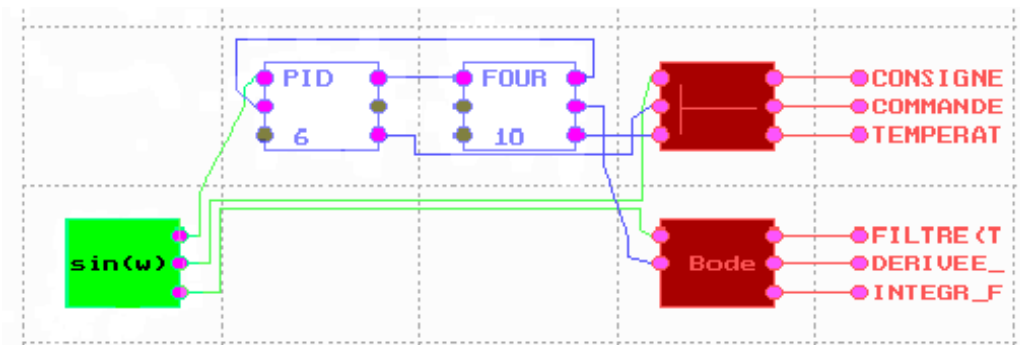 PID
FOUR
CONSIGNE
COMMANDE
6
10
TEMPERAT
sin(w)
Bode
FILTRE(T
DERIVEE_
INTEGR_F